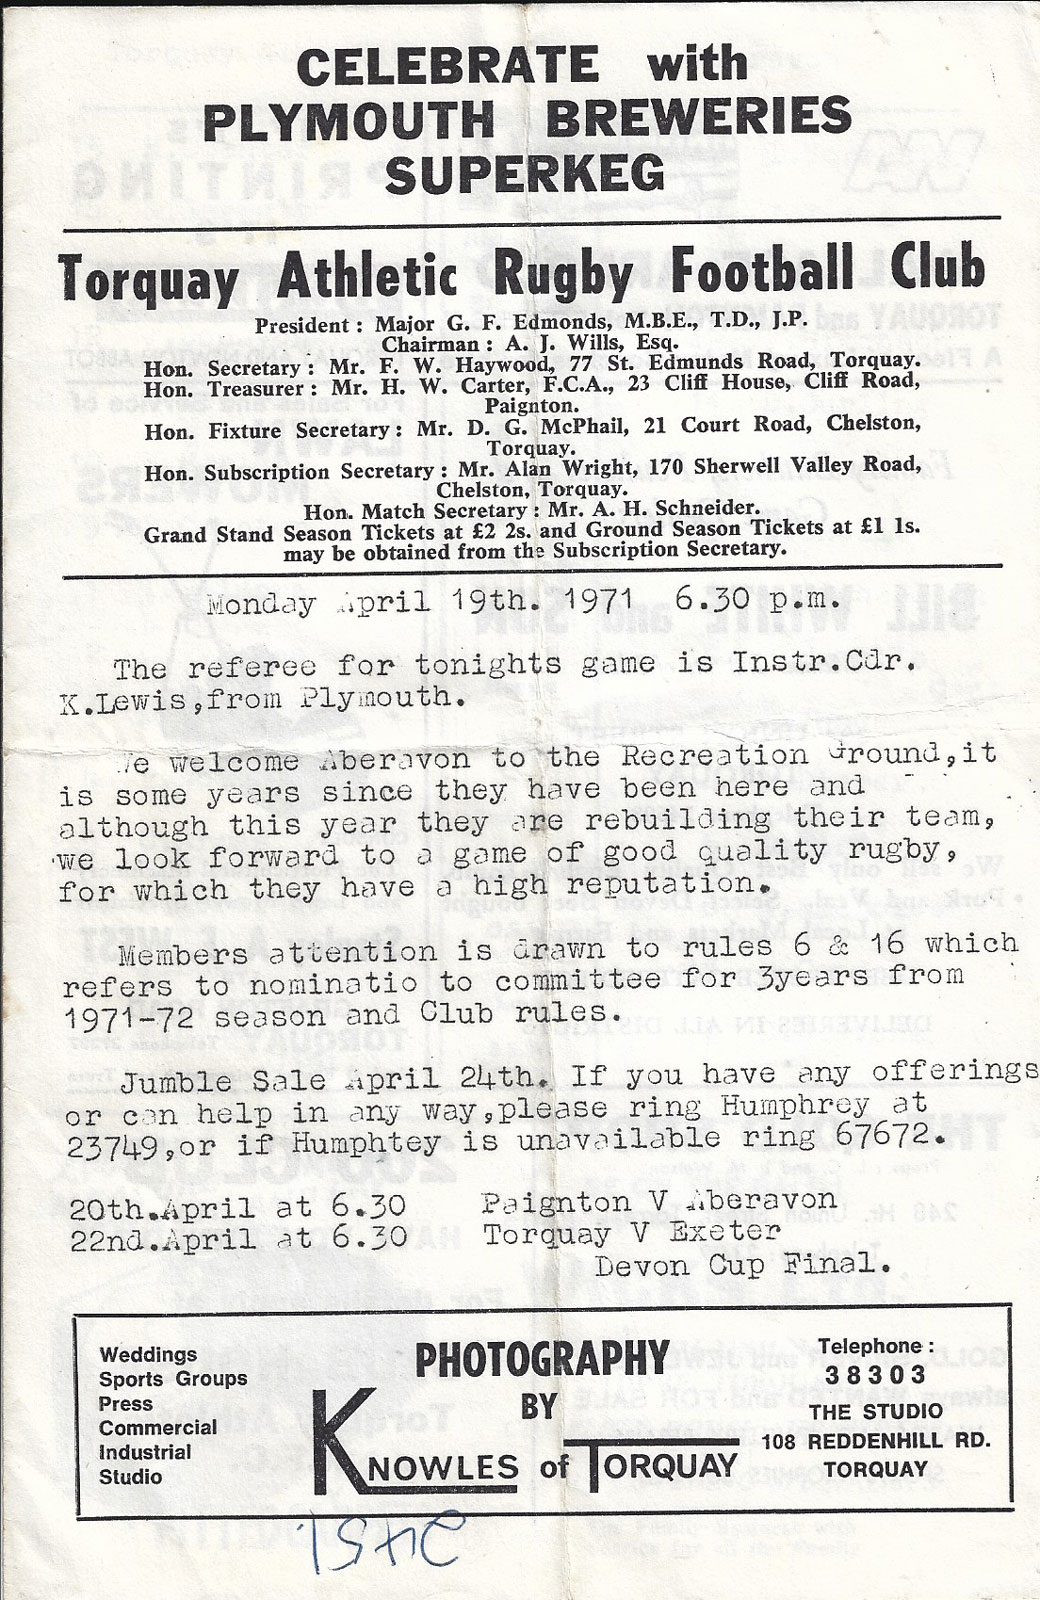 CELEBRATE with
PLYMOUTH BREWERIES
SUPERKEG
Torquay Athletic Rugby Football Club
President : Major G. F. Edmonds, M.B.E., T.D., J.P.
Chairman : A. J. Wills, Esq.
Hon. Secretary : Mr. F. W. Haywood, 77 St. Edmunds Road, Torquay.
Hon. Treasurer : Mr. H. W. Carter, F.C.A., 23 Cliff House, Cliff Road,
Paignton.
Hon. Fixture Secretary : Mr. D. G. McPhail, 21 Court Road, Chelston,
Torquay.
Hon. Subscription Secretary : Mr. Alan Wright, 170 Sherwell Valley Road,
Chelston, Torquay.
Hon. Match Secretary : Mr. A. H. Schneider.
Grand Stand Season Tickets at £2 2s. and Ground Season Tickets at £1 1s.
may be obtained from the Subscription Secretary.
Monday April 19th. 1971 6.30 p.m.
The referee for tonights game is Instr.Cdr.
K.Lewis,from Plymouth.
We welcome Aberavon to the Recreation Ground,it
is some years since they have been here and
although this year they are rebuilding their team,
we look forward to a game of good quality rugby,
for which they have a high reputation.
Members attention is drawn to rules 6 & 16 which
refers to nominatio to committee for 3years from
1971-72 season and Club rules.
Jumble Sale April 24th. If you have any offerings
or can help in any way,please ring Humphrey at
23749,or if Humphtey is unavailable ring 67672.
20th.April at 6.30 Paignton V Aberavon
22nd.April at 6.30 Torquay V Exeter
Devon Cup Final.
Weddings
Sports Groups
Press
Commercial
Industrial
Studio
PHOTOGRAPHY
BY
KNOWLES of TORQUAY
Telephone :
38303
THE STUDIO
108 REDDENHILL RD.
TORQUAY